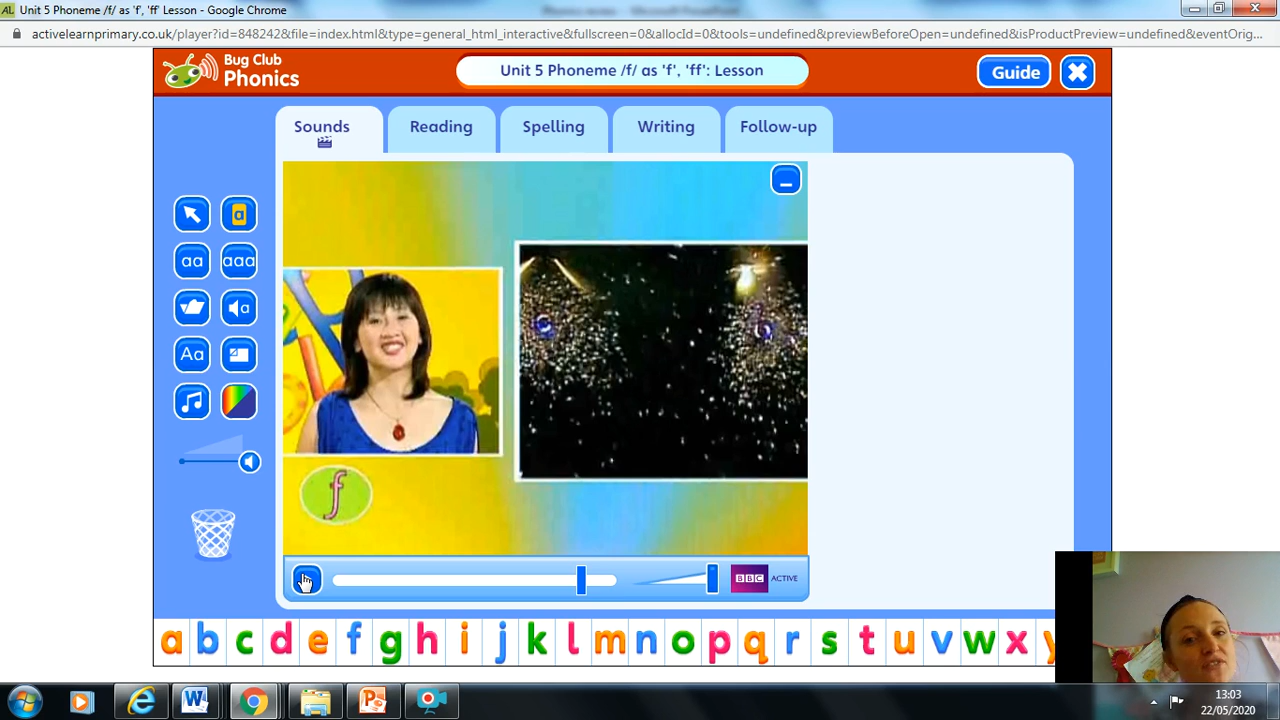 AL Unit 5 Phoneme /f/ as 'f', 'ff' Lesson - Google Chrome
activelearnprimary.co.uk/player?id=848242&file=index.html&type=general_html_interactive&fullscreen=0&allocId=0&tools=undefined&previewBeforeOpen=undefined&isProductPreview=undefined&eventOrig...
Bug Club
Phonics
Unit 5 Phoneme /f/ as 'f', 'ff': Lesson
Guide
Sounds
Reading
Spelling
Writing
Follow-up
a
aa
aaa
a
Aa
f
BBC ACTIVE
a b c d e f g h i j k l m n o p q r s t u v w x y
13:03
22/05/2020